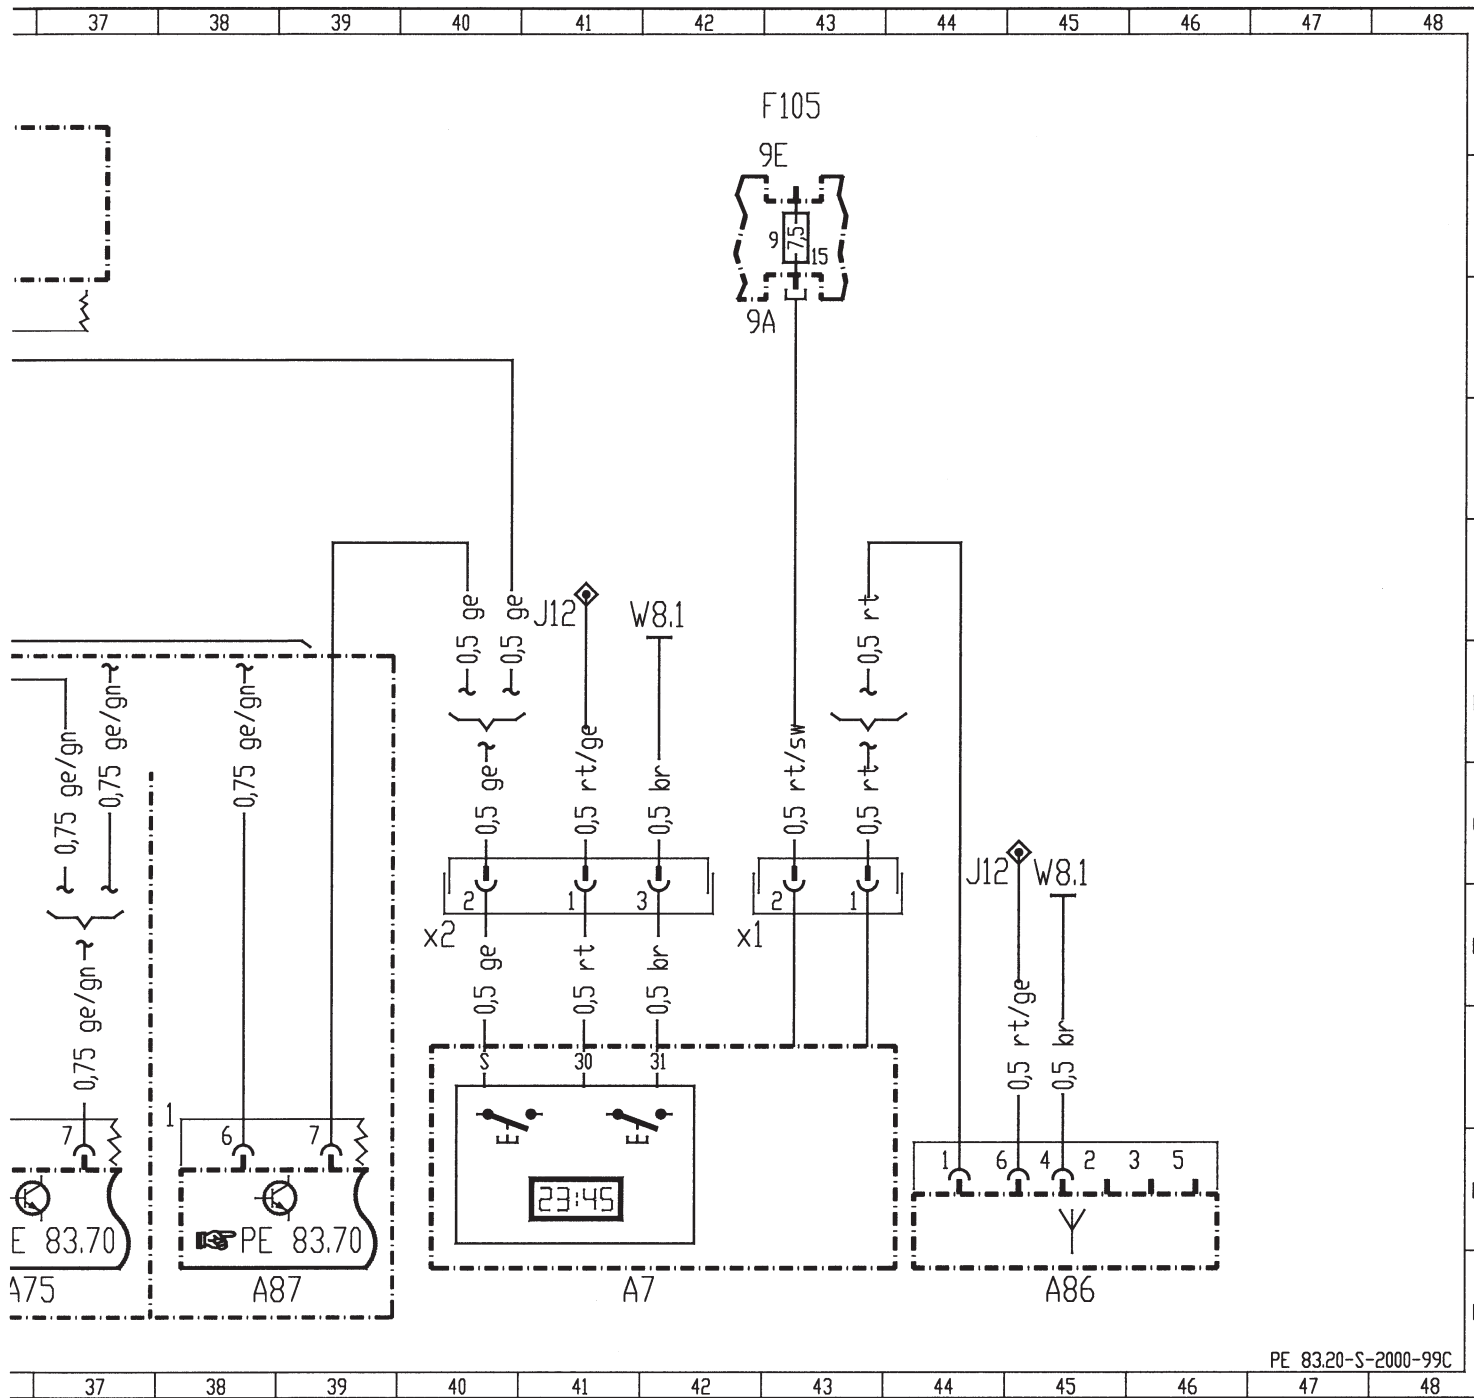 37 38 39 40 41 42 43 44 45 46 47 48
F105
9E
9 7,5 15
9A
0,5 ge
0,5 ge
J12
W8.1
0,5 rt
0,75 ge/gn
0,75 ge/gn
0,75 ge/gn
0,5 ge
0,5 rt/ge
0,5 br
0,5 rt/sw
0,5 rt
J12
W8.1
2 1 3
2 1
x2
x1
0,75 ge/gn
0,5 ge
0,5 rt
0,5 br
0,5 rt/ge
0,5 br
S 30 31
7
1
6 7
1 6 4 2 3 5
23:45
E 83.70
PE 83.70
A75
A87
A7
A86
PE 83.20-S-2000-99C
37 38 39 40 41 42 43 44 45 46 47 48